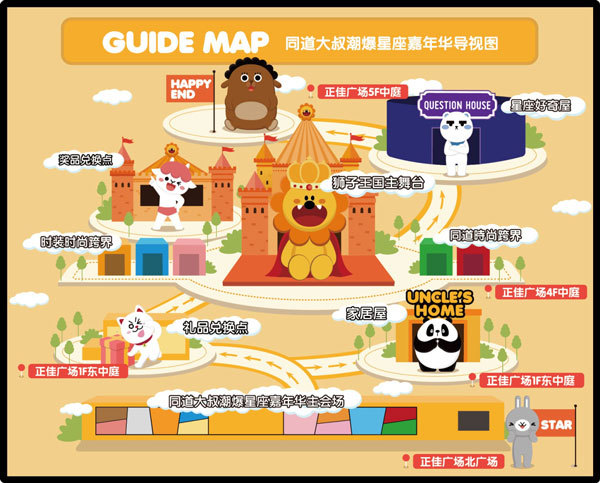 GUIDE MAP 同道大叔潮爆星座嘉年华导视图
HAPPY
END
正佳广场5F中庭
QUESTION HOUSE
星座好奇屋
奖品兑换点
狮子王国主舞台
时装时尚跨界
同道時尚跨界
正佳广场4F中庭
礼品兑换点
家居屋
UNCLE'S
HOME
正佳广场1F东中庭
正佳广场1F东中庭
同道大叔潮爆星座嘉年华主会场
STAR
正佳广场北广场